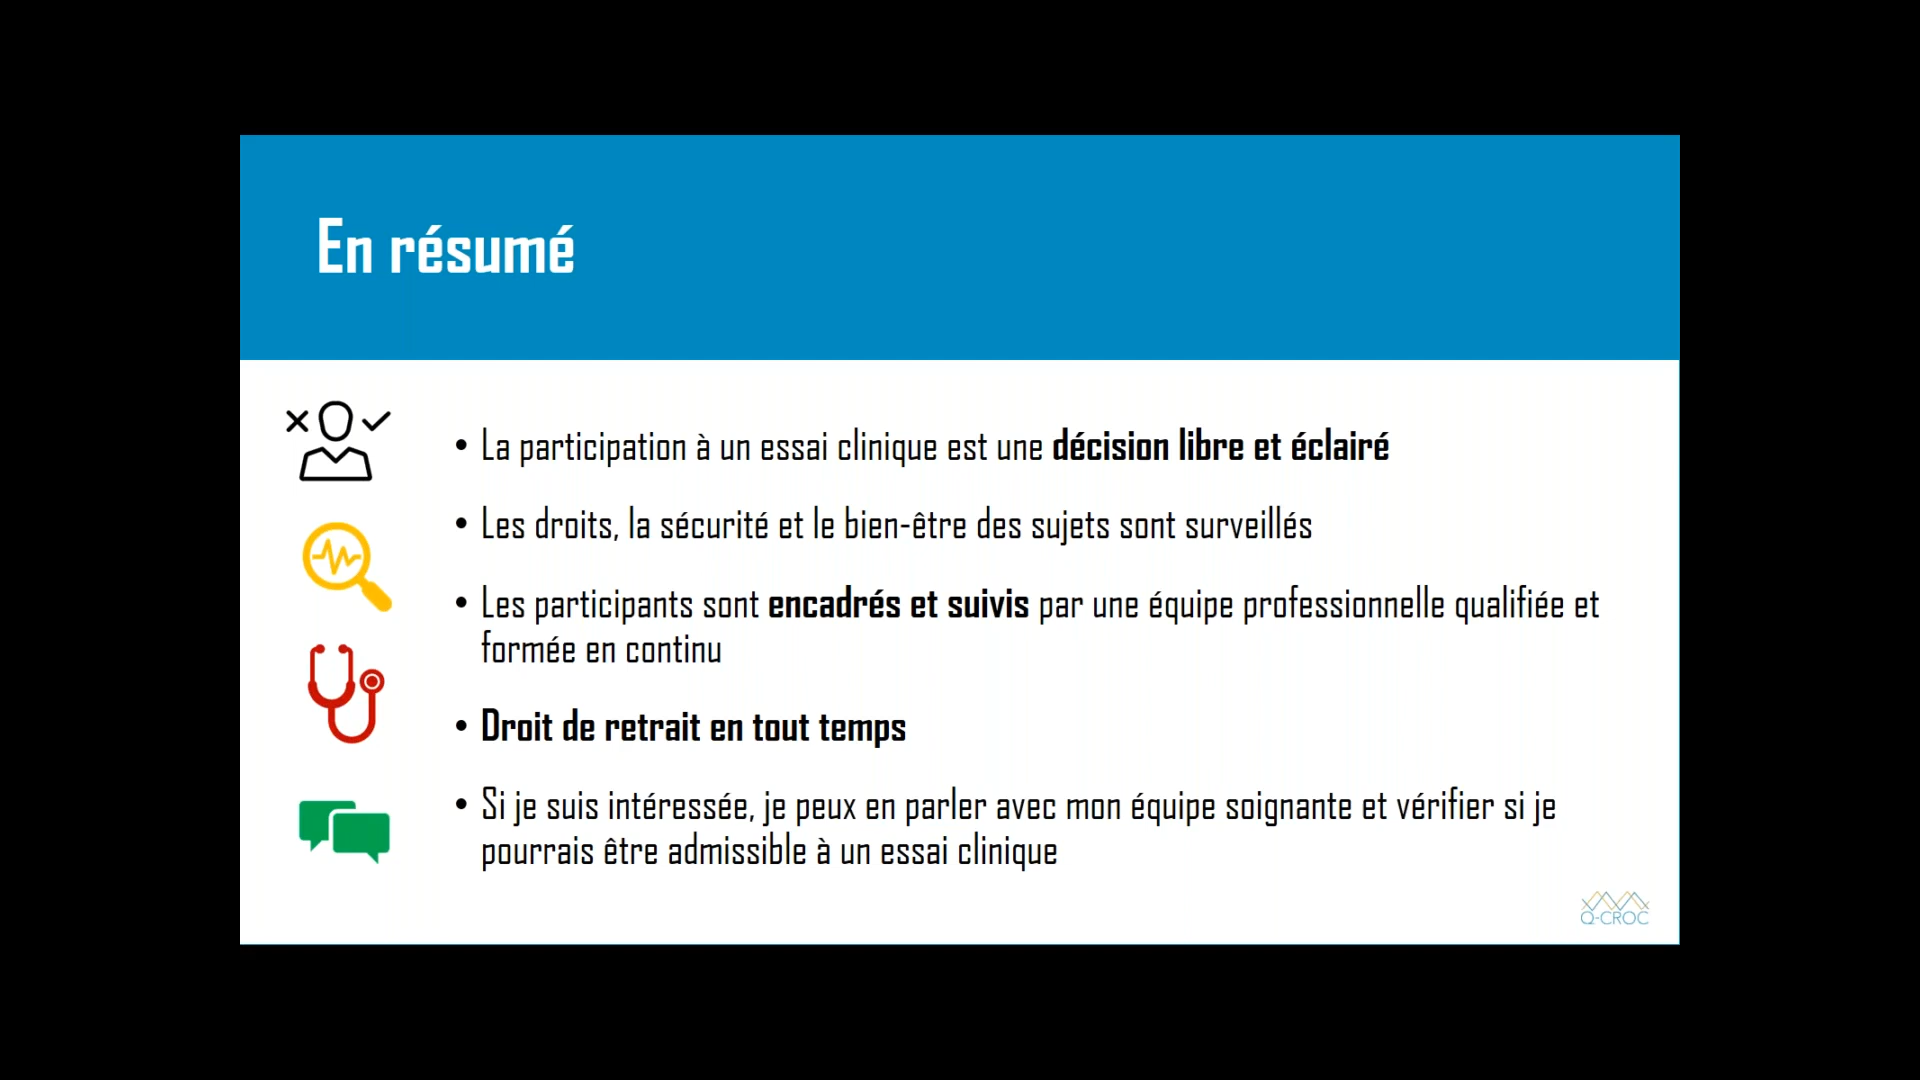 En résumé
• La participation à un essai clinique est une décision libre et éclairé
• Les droits, la sécurité et le bien-être des sujets sont surveillés
• Les participants sont encadrés et suivis par une équipe professionnelle qualifiée et
formée en continu
• Droit de retrait en tout temps
• Si je suis intéressée, je peux en parler avec mon équipe soignante et vérifier si je
pourrais être admissible à un essai clinique
Q-CROC